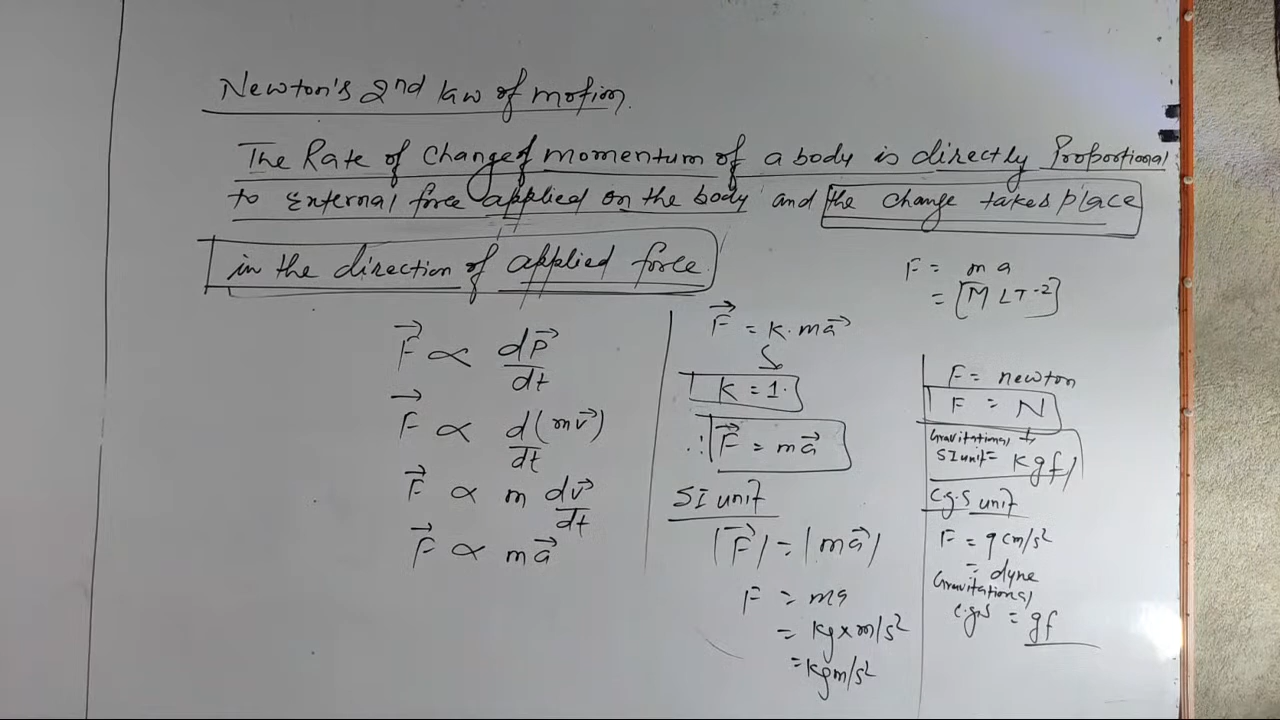 Newton's 2nd law of motion.
The Rate of change of momentum of a body is directly Proportional
to External force applied on the body and the change takes place
in the direction of applied force.
F = ma
= [M LT⁻²]
F⃗ ∝ dP⃗/dt
F⃗ ∝ d(mv⃗)/dt
F⃗ ∝ m dv⃗/dt
F⃗ ∝ ma⃗
F⃗ = K.ma⃗
K = 1.
∴ F⃗ = ma⃗
SI unit
|F⃗| = |ma⃗|
F = ma
= kg×m/s²
= kgm/s²
F = newton
F = N
Gravitational
SI unit = kgf
C.g.S unit
F = gcm/s²
= dyne
Gravitational
c.g.s = gf